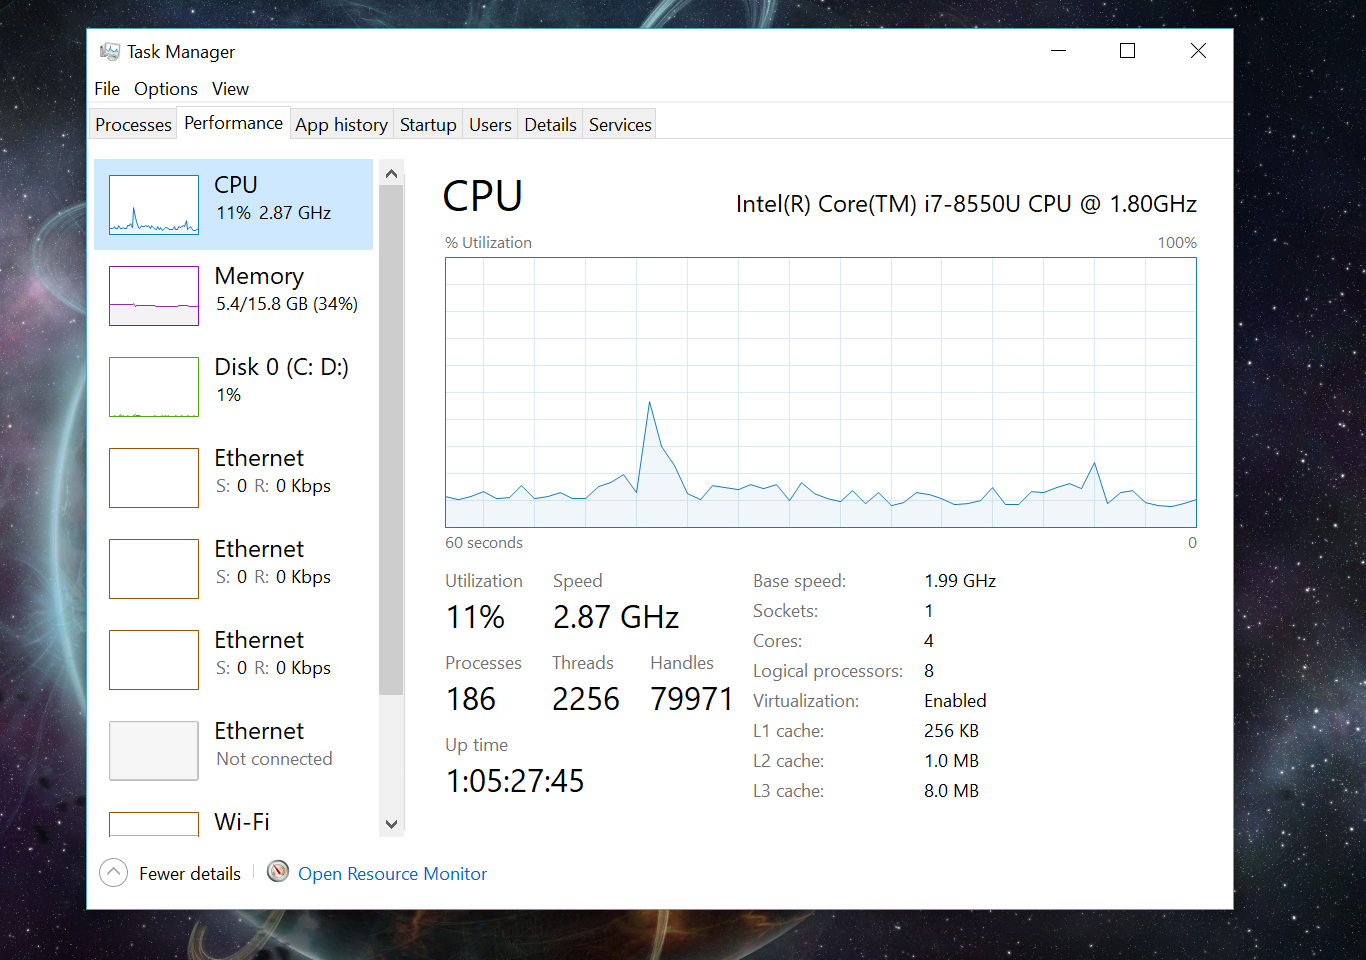 Task Manager
File Options View
Processes Performance App history Startup Users Details Services
CPU
11% 2.87 GHz
Memory
5.4/15.8 GB (34%)
Disk 0 (C: D:)
1%
Ethernet
S: 0 R: 0 Kbps
Ethernet
S: 0 R: 0 Kbps
Ethernet
S: 0 R: 0 Kbps
Ethernet
Not connected
Wi-Fi
CPU
Intel(R) Core(TM) i7-8550U CPU @ 1.80GHz
% Utilization 100%
60 seconds 0
Utilization Speed
11% 2.87 GHz
Processes Threads Handles
186 2256 79971
Up time
1:05:27:45
Base speed: 1.99 GHz
Sockets: 1
Cores: 4
Logical processors: 8
Virtualization: Enabled
L1 cache: 256 KB
L2 cache: 1.0 MB
L3 cache: 8.0 MB
Fewer details Open Resource Monitor